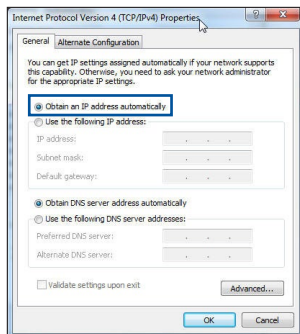 Internet Protocol Version 4 (TCP/IPv4) Properties
General Alternate Configuration
You can get IP settings assigned automatically if your network supports
this capability. Otherwise, you need to ask your network administrator
for the appropriate IP settings.
Obtain an IP address automatically
Use the following IP address:
IP address:
Subnet mask:
Default gateway:
Obtain DNS server address automatically
Use the following DNS server addresses:
Preferred DNS server:
Alternate DNS server:
Validate settings upon exit
Advanced...
OK Cancel